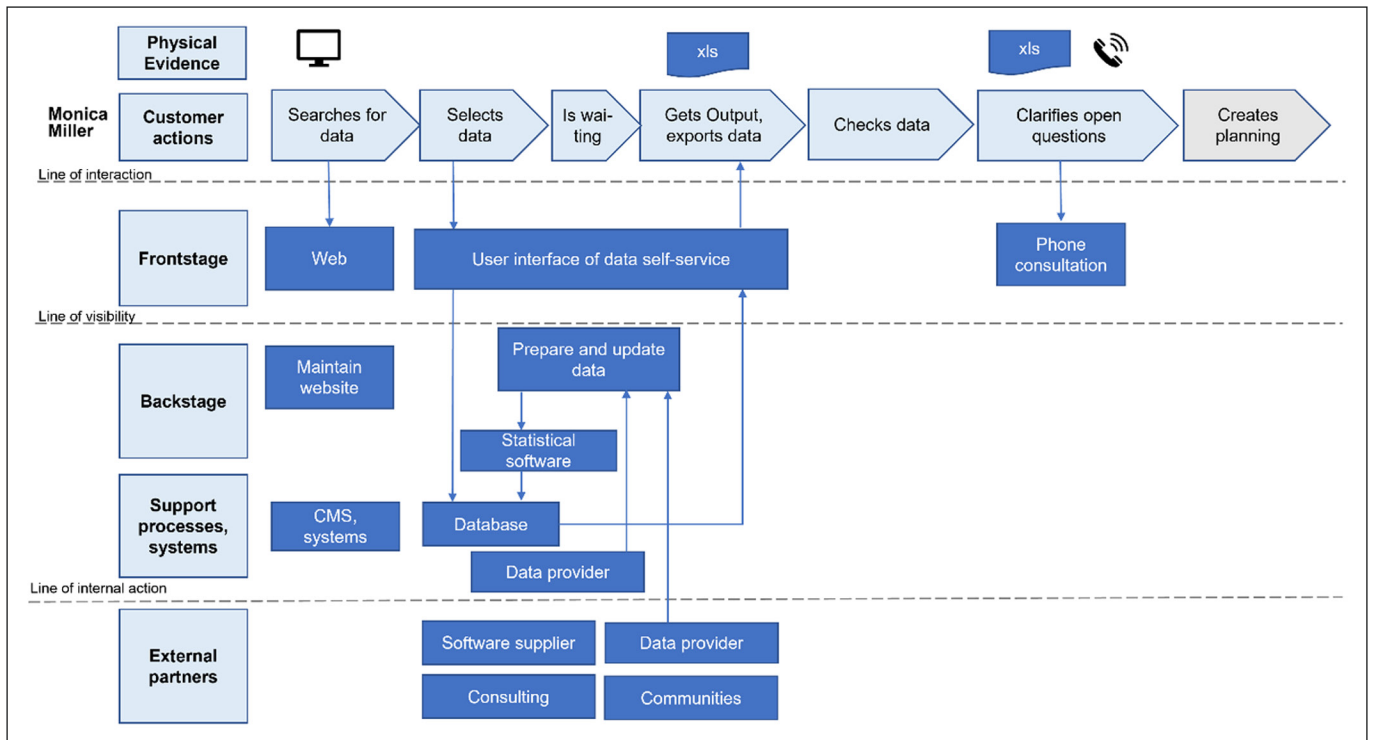 Physical
Evidence
xls
xls
Monica
Miller
Customer
actions
Searches for
data
Selects
data
Is wai-
ting
Gets Output,
exports data
Checks data
Clarifies open
questions
Creates
planning
Line of interaction
Frontstage
Web
User interface of data self-service
Phone
consultation
Line of visibility
Backstage
Maintain
website
Prepare and update
data
Statistical
software
Support
processes,
systems
CMS,
systems
Database
Data provider
Line of internal action
External
partners
Software supplier
Data provider
Consulting
Communities